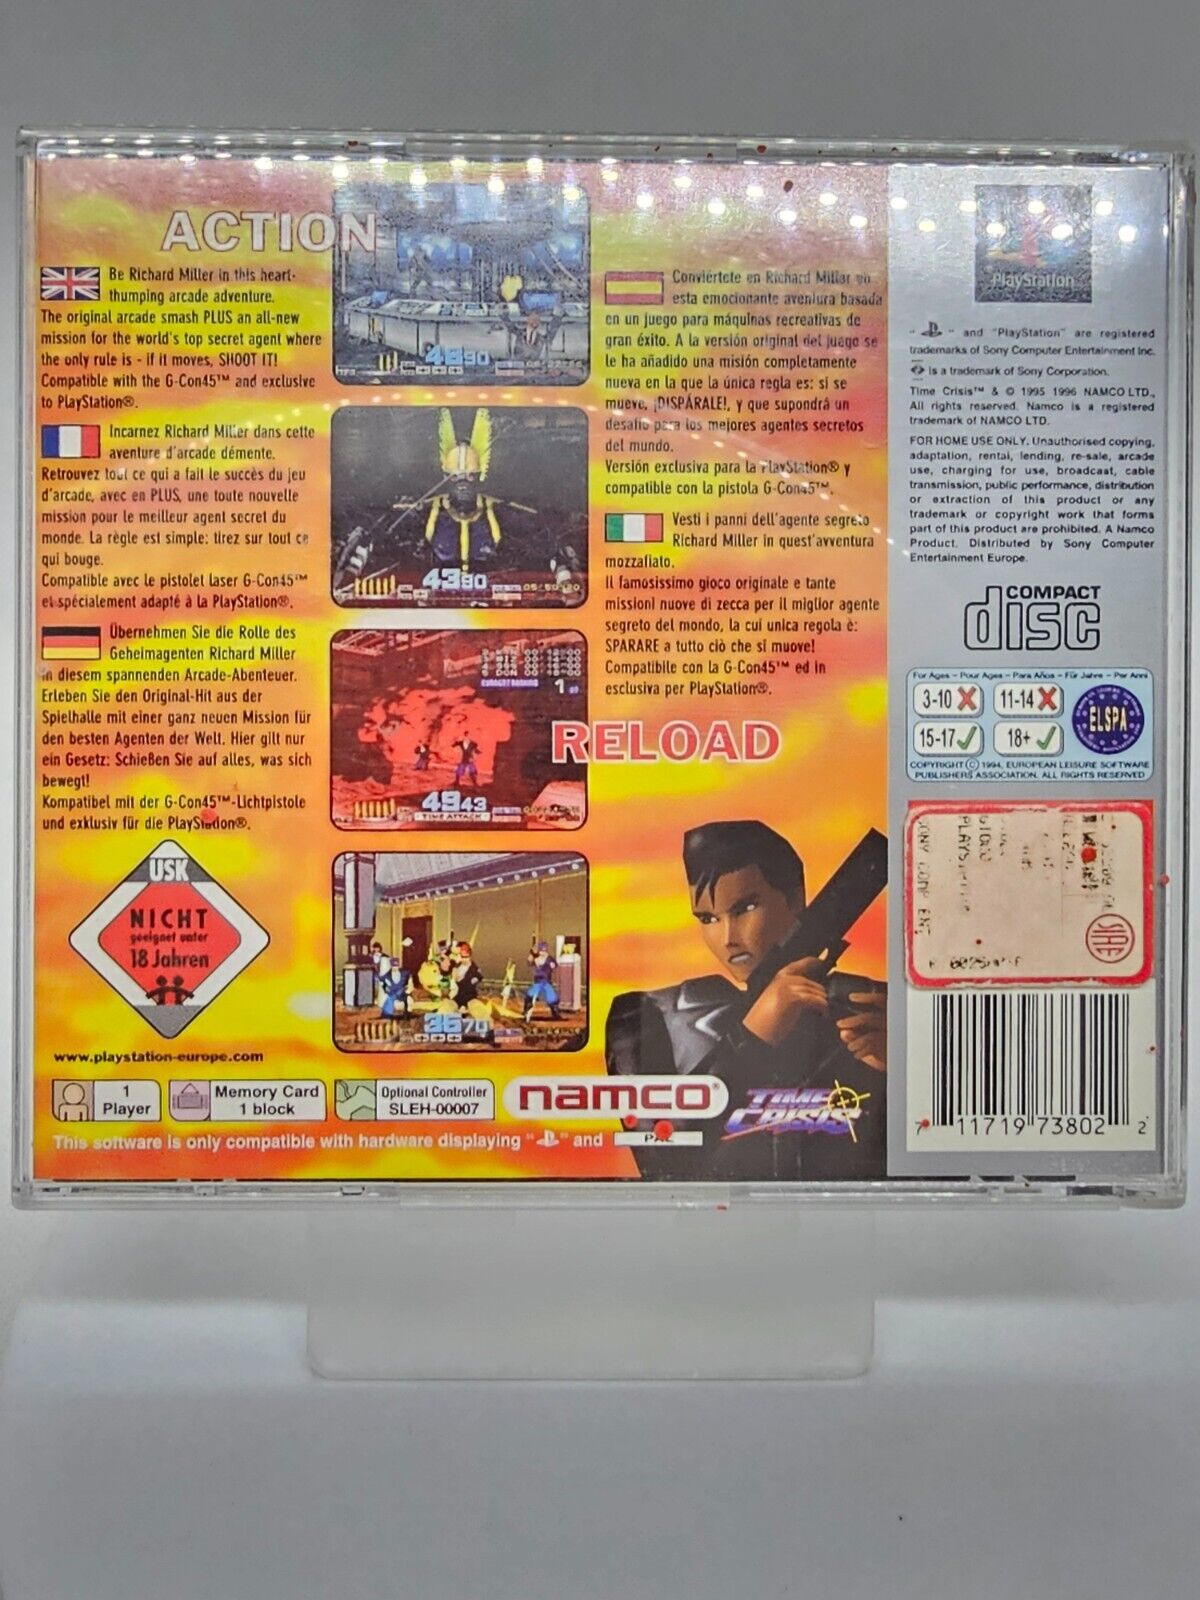 ACTION
Be Richard Miller in this heart-
thumping arcade adventure.
The original arcade smash PLUS an all-new
mission for the world's top secret agent where
the only rule is - if it moves, SHOOT IT!
Compatible with the G-Con45™ and exclusive
to PlayStation®.
Incarnez Richard Miller dans cette
aventure d'arcade démente.
Retrouvez tout ce qui a fait le succès du jeu
d'arcade, avec en PLUS, une toute nouvelle
mission pour le meilleur agent secret du
monde. La règle est simple: tirez sur tout ce
qui bouge.
Compatible avec le pistolet laser G-Con45™
et spécialement adapté à la PlayStation®.
Übernehmen Sie die Rolle des
Geheimagenten Richard Miller
in diesem spannenden Arcade-Abenteuer.
Erleben Sie den Original-Hit aus der
Spielhalle mit einer ganz neuen Mission für
den besten Agenten der Welt. Hier gilt nur
ein Gesetz: Schießen Sie auf alles, was sich
bewegt!
Kompatibel mit der G-Con45™-Lichtpistole
und exklusiv für die PlayStation®.
USK
NICHT
geeignet unter
18 Jahren
www.playstation-europe.com
4890
4390
05/50/20
CURRENT RANKING
1
4943
TIME ATTACK
3570
RELOAD
Conviértete en Richard Miller en
esta emocionante aventura basada
en un juego para máquinas recreativas de
gran éxito. A la versión original del juego se
le ha añadido una misión completamente
nueva en la que la única regla es: si se
mueve, ¡DISPÁRALE!, y que supondrá un
desafío para los mejores agentes secretos
del mundo.
Versión exclusiva para la PlayStation® y
compatible con la pistola G-Con45™.
Vesti i panni dell'agente segreto
Richard Miller in quest'avventura
mozzafiato.
Il famosissimo gioco originale e tante
missioni nuove di zecca per il miglior agente
segreto del mondo, la cui unica regola è:
SPARARE a tutto ciò che si muove!
Compatibile con la G-Con45™ ed in
esclusiva per PlayStation®.
1
Player
Memory Card
1 block
Optional Controller
SLEH-00007
namco®
TIME CRISIS
This software is only compatible with hardware displaying " " and PAL
PlayStation
" " and "PlayStation" are registered
trademarks of Sony Computer Entertainment Inc.
is a trademark of Sony Corporation.
Time Crisis™ & © 1995 1996 NAMCO LTD.,
All rights reserved. Namco is a registered
trademark of NAMCO LTD.
FOR HOME USE ONLY. Unauthorised copying,
adaptation, rental, lending, re-sale, arcade
use, charging for use, broadcast, cable
transmission, public performance, distribution
or extraction of this product or any
trademark or copyright work that forms
part of this product are prohibited. A Namco
Product. Distributed by Sony Computer
Entertainment Europe.
COMPACT
disc
For Ages - Pour Ages - Para Años - Für Jahre - Per Anni
3-10 11-14
15-17 18+
ELSPA
COPYRIGHT © 1994, EUROPEAN LEISURE SOFTWARE
PUBLISHERS ASSOCIATION. ALL RIGHTS RESERVED
SIAE
7 11719 73802 2